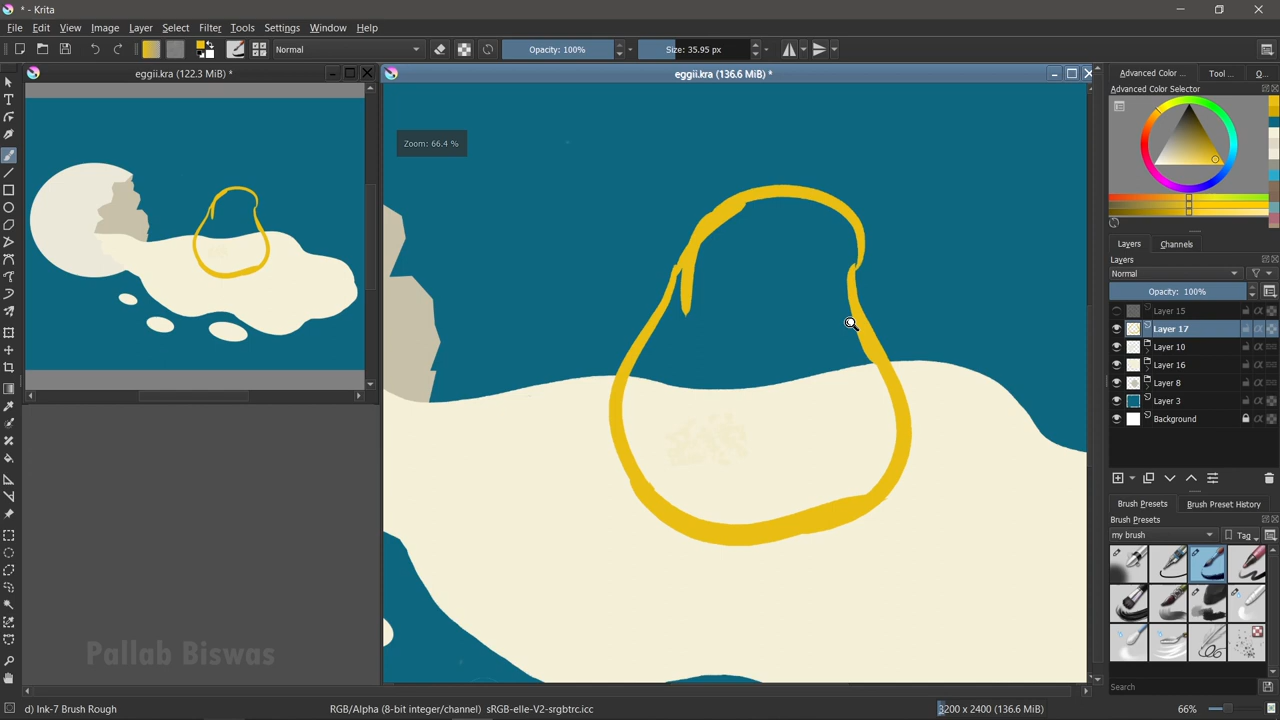 * - Krita
File Edit View Image Layer Select Filter Tools Settings Window Help
Normal Opacity: 100% Size: 35.95 px
eggii.kra (122.3 MiB) *
eggii.kra (136.6 MiB) *
Zoom: 66.4 %
Advanced Color ... Tool ... O...
Advanced Color Selector
Layers Channels
Layers
Normal
Opacity: 100%
Layer 15
Layer 17
Layer 10
Layer 16
Layer 8
Layer 3
Background
Brush Presets Brush Preset History
Brush Presets
my brush Tag
Search
Pallab Biswas
d) Ink-7 Brush Rough RGB/Alpha (8-bit integer/channel) sRGB-elle-V2-srgbtrc.icc 3200 x 2400 (136.6 MiB) 66%